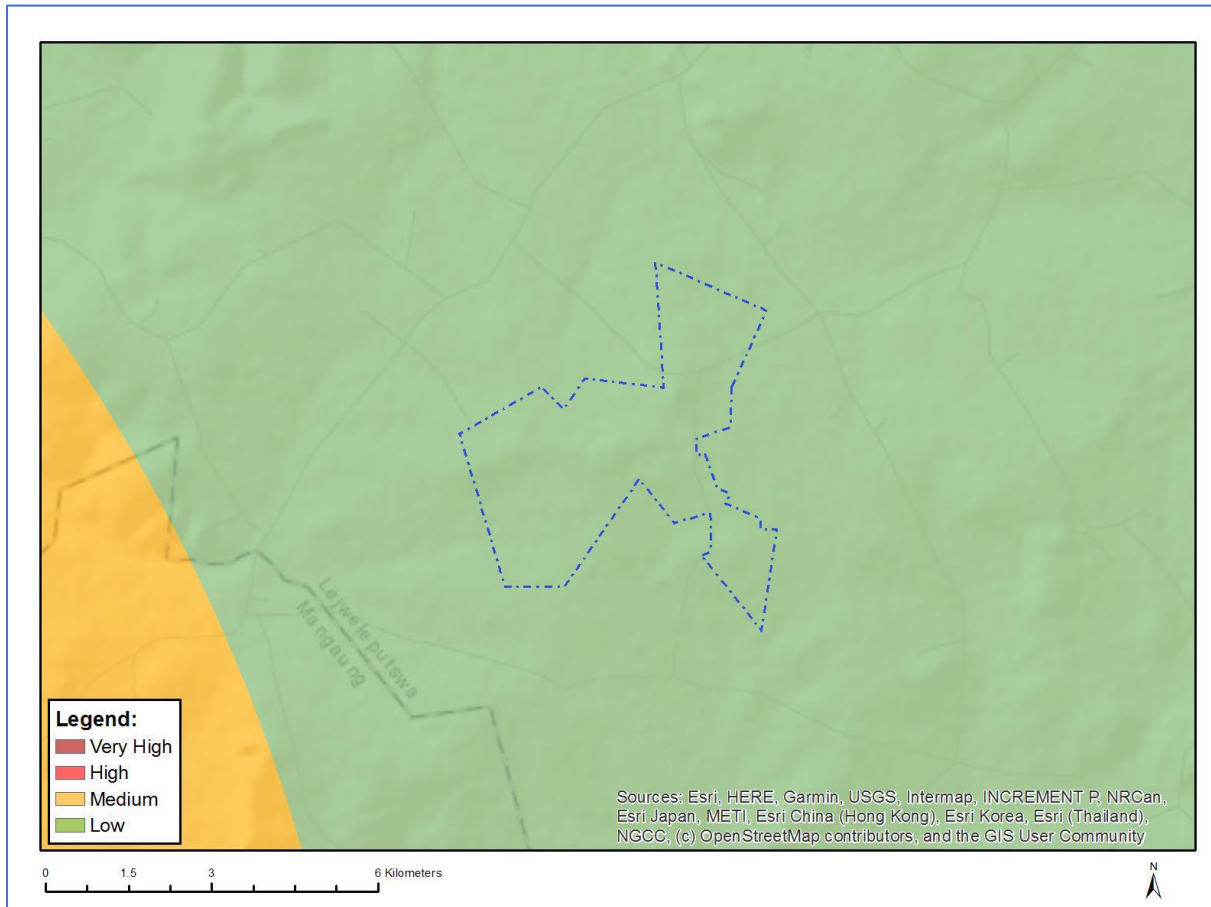 Lejweleputswa
Mangaung
Legend:
Very High
High
Medium
Low
Sources: Esri, HERE, Garmin, USGS, Intermap, INCREMENT P, NRCan,
Esri Japan, METI, Esri China (Hong Kong), Esri Korea, Esri (Thailand),
NGCC, (c) OpenStreetMap contributors, and the GIS User Community
0 1.5 3 6 Kilometers
N